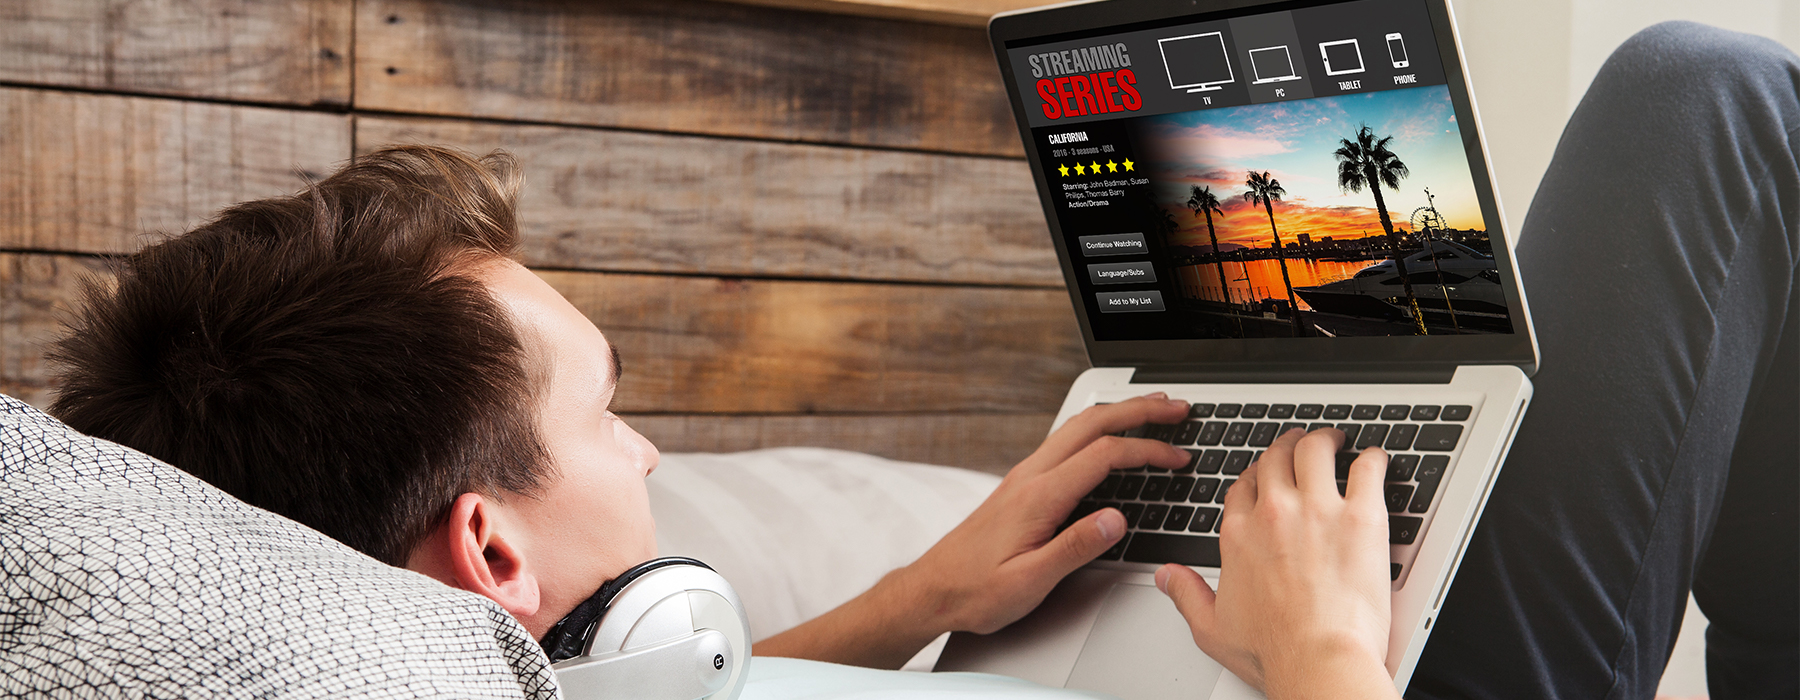 STREAMING
SERIES
TV
PC
TABLET
PHONE
CALIFORNIA
2016 - 3 seasons - USA
Starring: John Badman, Susan
Philips, Thomas Barry
Action/Drama
Continue Watching
Language/Subs
Add to My List
R